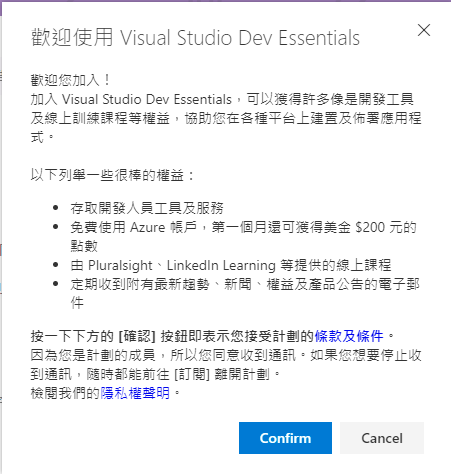 歡迎使用 Visual Studio Dev Essentials
歡迎您加入！
加入 Visual Studio Dev Essentials，可以獲得許多像是開發工具
及線上訓練課程等權益，協助您在各種平台上建置及佈署應用程
式。
以下列舉一些很棒的權益：
• 存取開發人員工具及服務
• 免費使用 Azure 帳戶，第一個月還可獲得美金 $200 元的
點數
• 由 Pluralsight、LinkedIn Learning 等提供的線上課程
• 定期收到附有最新趨勢、新聞、權益及產品公告的電子郵
件
按一下下方的 [確認] 按鈕即表示您接受計劃的條款及條件。
因為您是計劃的成員，所以您同意收到通訊。如果您想要停止收
到通訊，隨時都能前往 [訂閱] 離開計劃。
檢閱我們的隱私權聲明。
Confirm Cancel